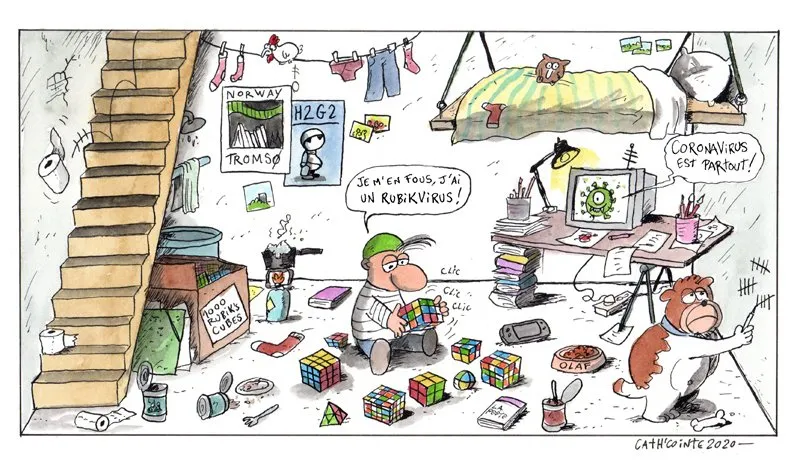 NORWAY
TROMSØ
H2G2
JE M'EN FOUS, J'AI
UN RUBIKVIRUS !
CORONAVIRUS
EST PARTOUT !
CLIC
CLIC
CLIC
1000
RUBIK'S
CUBES
OLAF
CATH'COINTE 2020